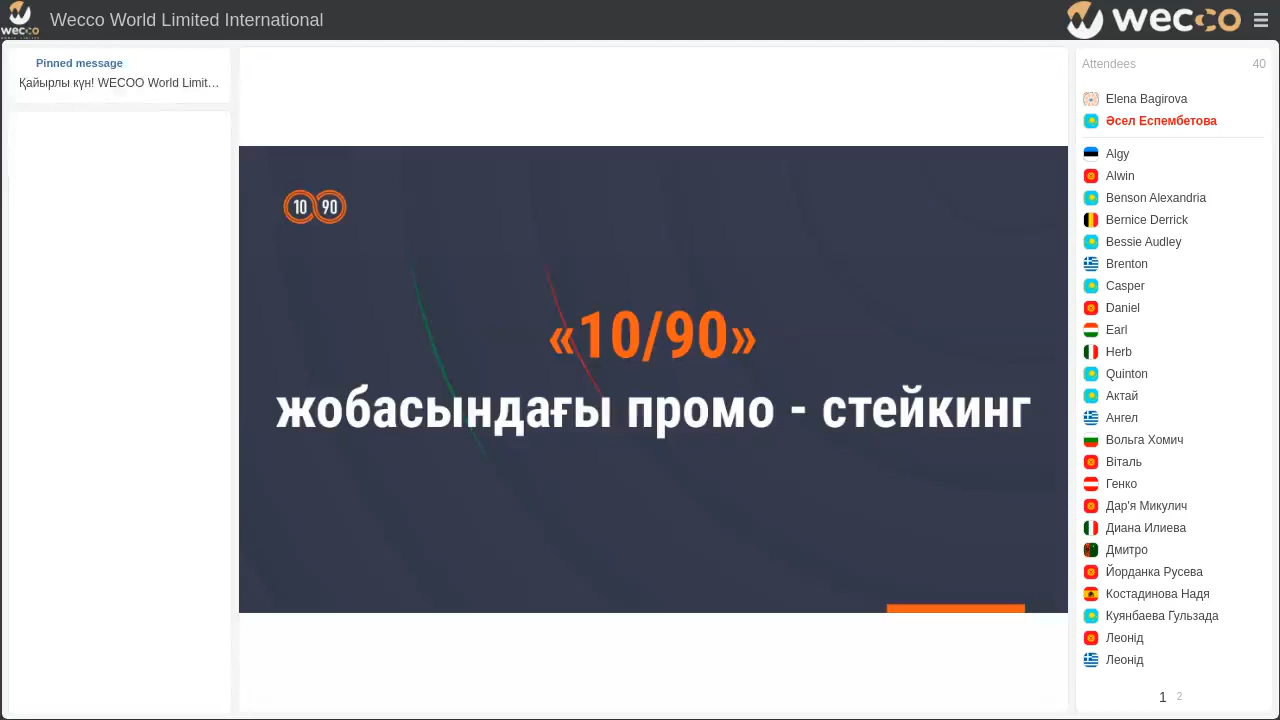 wecco
WORLD LIMITED
Wecco World Limited International
wecco
Pinned message
Қайырлы күн! WECOO World Limit…
10 90
«10/90»
жобасындағы промо - стейкинг
Attendees 40
Elena Bagirova
Әсел Еспембетова
Algy
Alwin
Benson Alexandria
Bernice Derrick
Bessie Audley
Brenton
Casper
Daniel
Earl
Herb
Quinton
Актай
Ангел
Вольга Хомич
Віталь
Генко
Дар'я Микулич
Диана Илиева
Дмитро
Йорданка Русева
Костадинова Надя
Куянбаева Гульзада
Леонід
Леонід
1 2